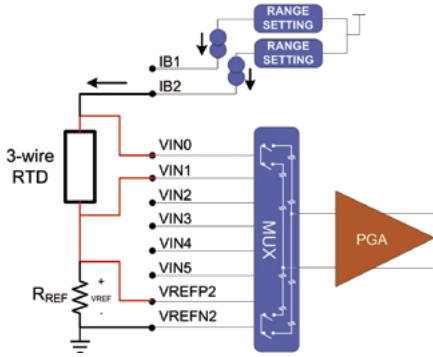 RANGE
SETTING
RANGE
SETTING
IB1
IB2
3-wire
RTD
VIN0
VIN1
VIN2
VIN3
VIN4
VIN5
VREFP2
VREFN2
MUX
PGA
RREF
+
VREF
-